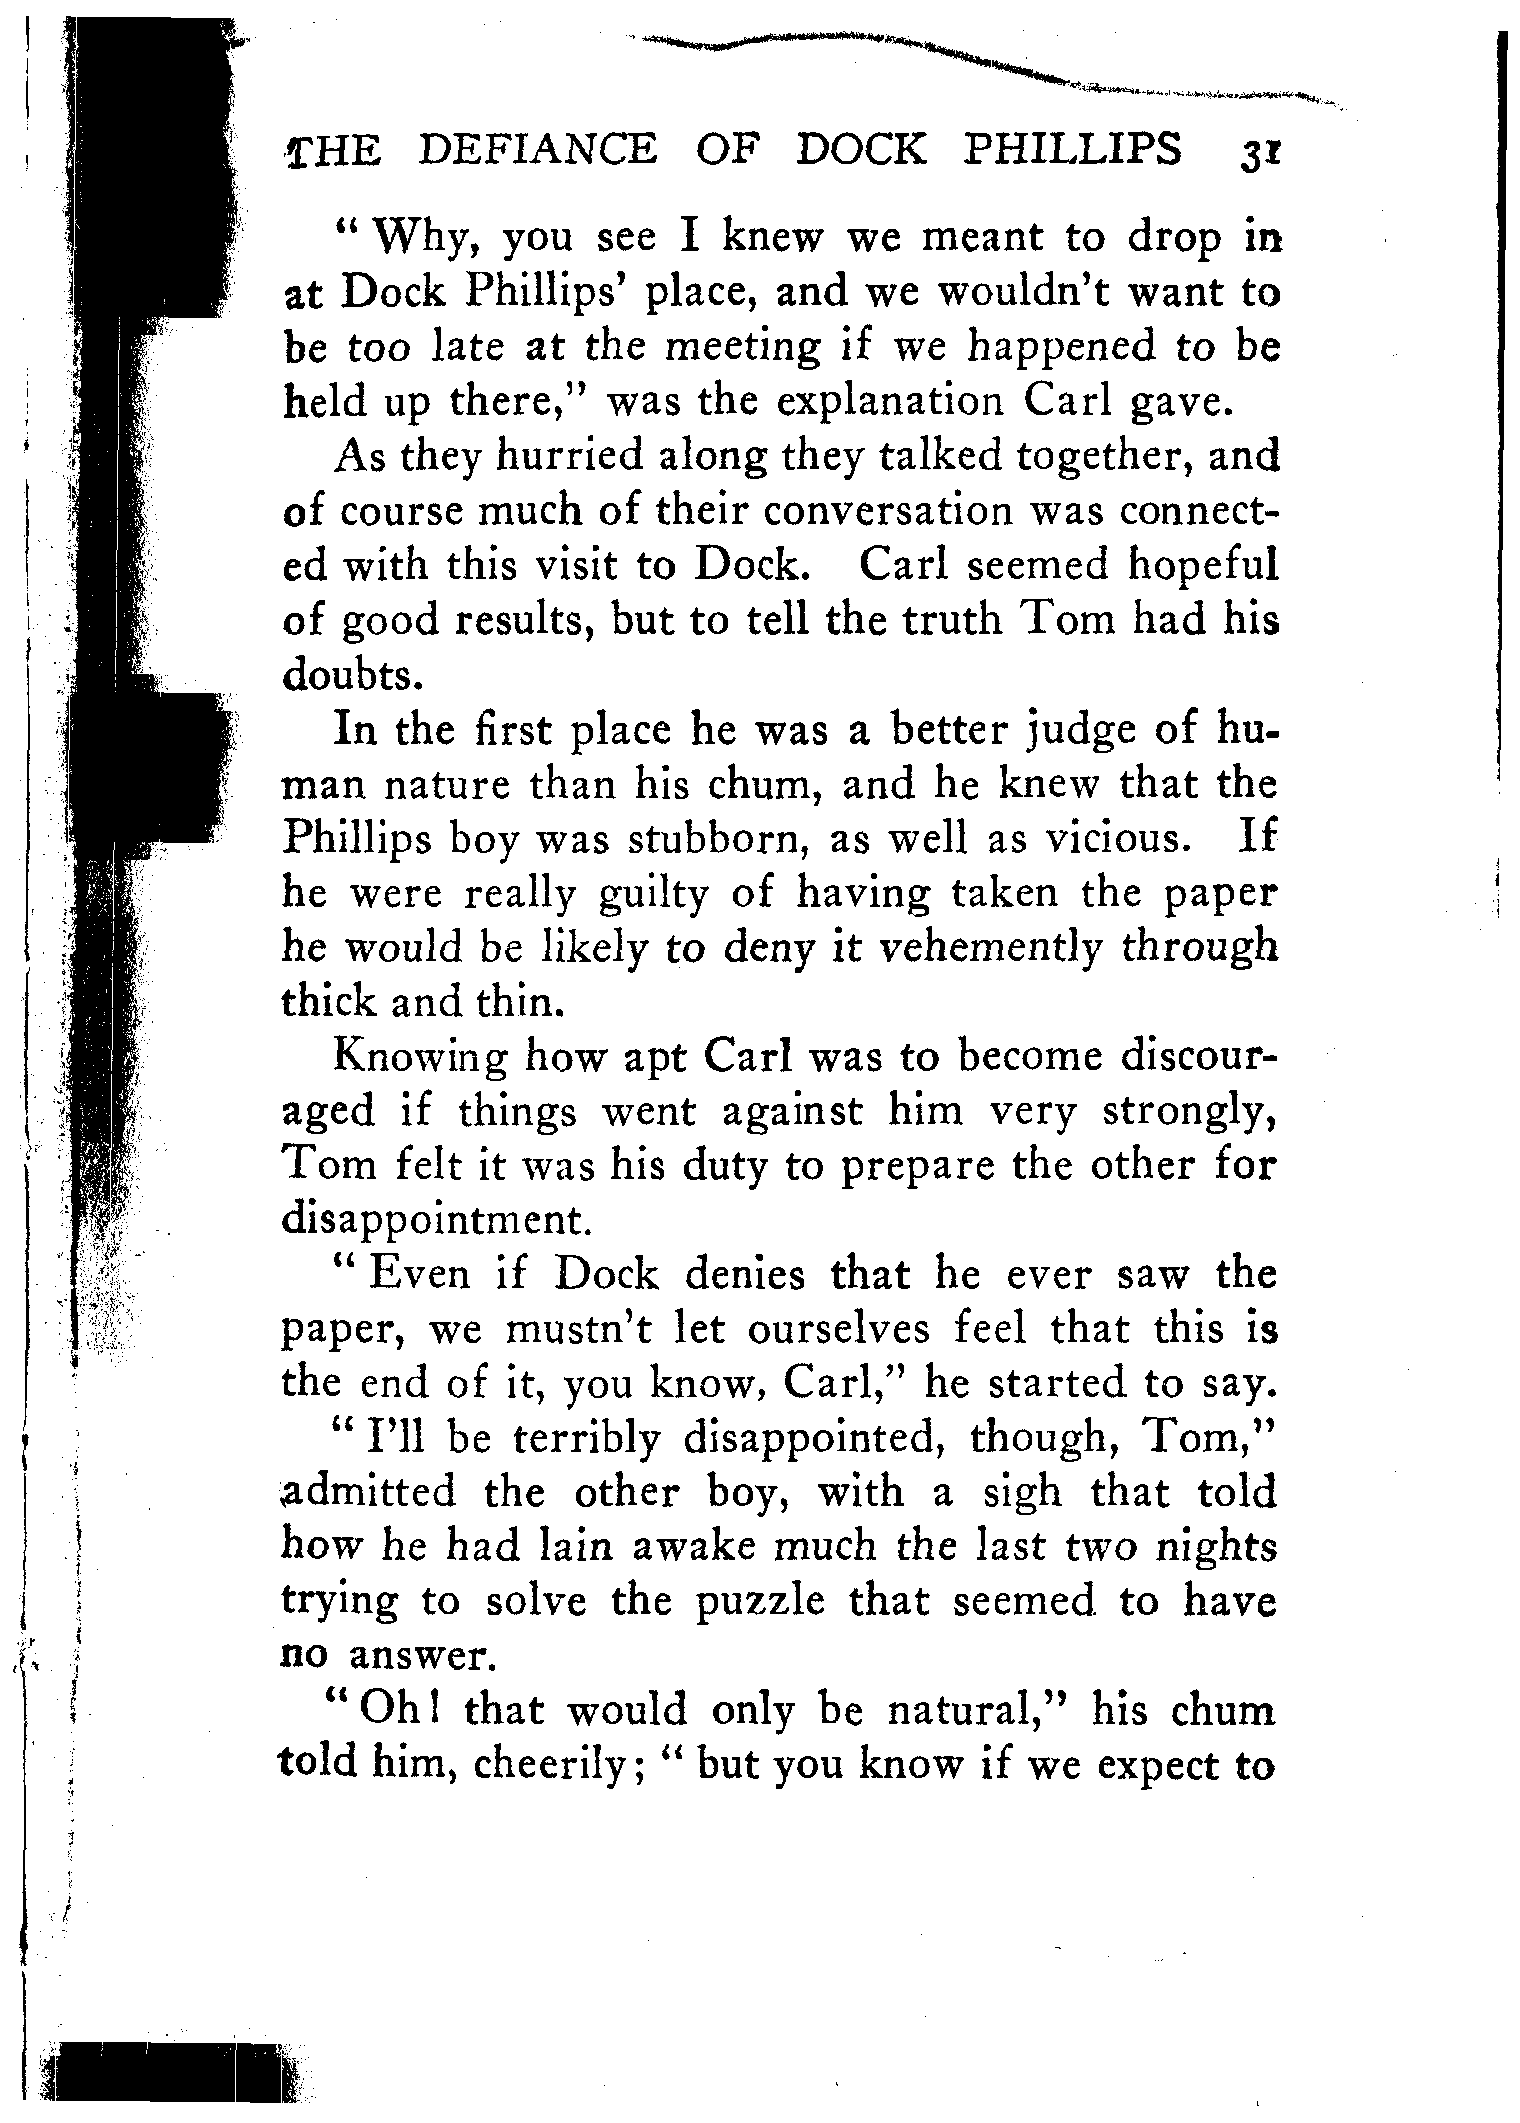 THE DEFIANCE OF DOCK PHILLIPS 31
“ Why, you see I knew we meant to drop in
at Dock Phillips’ place, and we wouldn’t want to
be too late at the meeting if we happened to be
held up there,” was the explanation Carl gave.
As they hurried along they talked together, and
of course much of their conversation was connect-
ed with this visit to Dock. Carl seemed hopeful
of good results, but to tell the truth Tom had his
doubts.
In the first place he was a better judge of hu-
man nature than his chum, and he knew that the
Phillips boy was stubborn, as well as vicious. If
he were really guilty of having taken the paper
he would be likely to deny it vehemently through
thick and thin.
Knowing how apt Carl was to become discour-
aged if things went against him very strongly,
Tom felt it was his duty to prepare the other for
disappointment.
“ Even if Dock denies that he ever saw the
paper, we mustn’t let ourselves feel that this is
the end of it, you know, Carl,” he started to say.
“ I’ll be terribly disappointed, though, Tom,”
admitted the other boy, with a sigh that told
how he had lain awake much the last two nights
trying to solve the puzzle that seemed to have
no answer.
“ Oh! that would only be natural,” his chum
told him, cheerily; “ but you know if we expect to